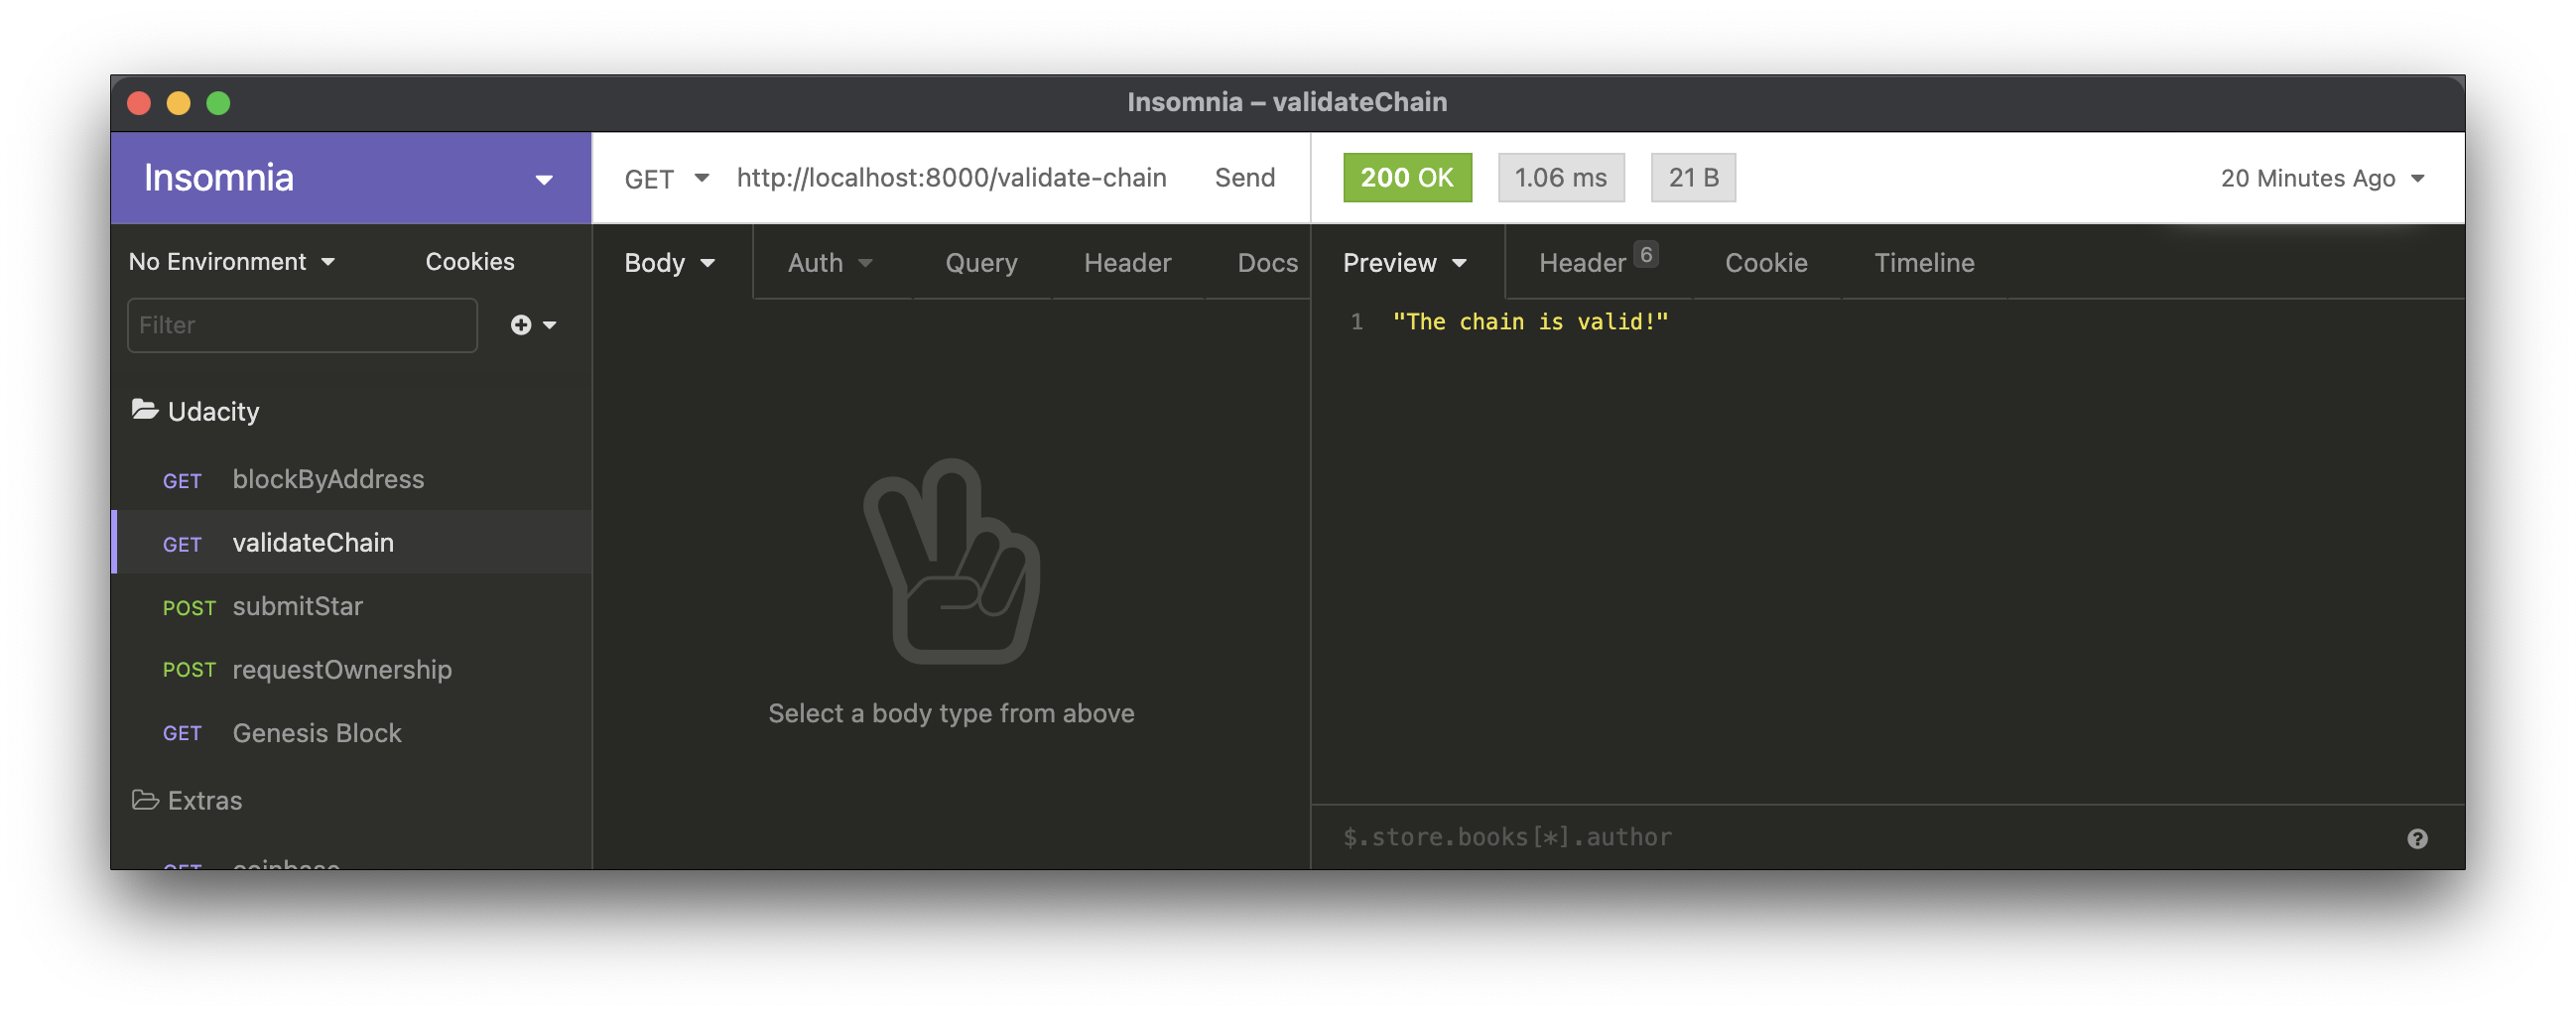 Insomnia – validateChain
Insomnia
GET http://localhost:8000/validate-chain Send
200 OK 1.06 ms 21 B 20 Minutes Ago
No Environment Cookies
Filter
Udacity
GET blockByAddress
GET validateChain
POST submitStar
POST requestOwnership
GET Genesis Block
Extras
GET coinbase
Body Auth Query Header Docs
Select a body type from above
Preview Header 6 Cookie Timeline
1 "The chain is valid!"
$.store.books[*].author